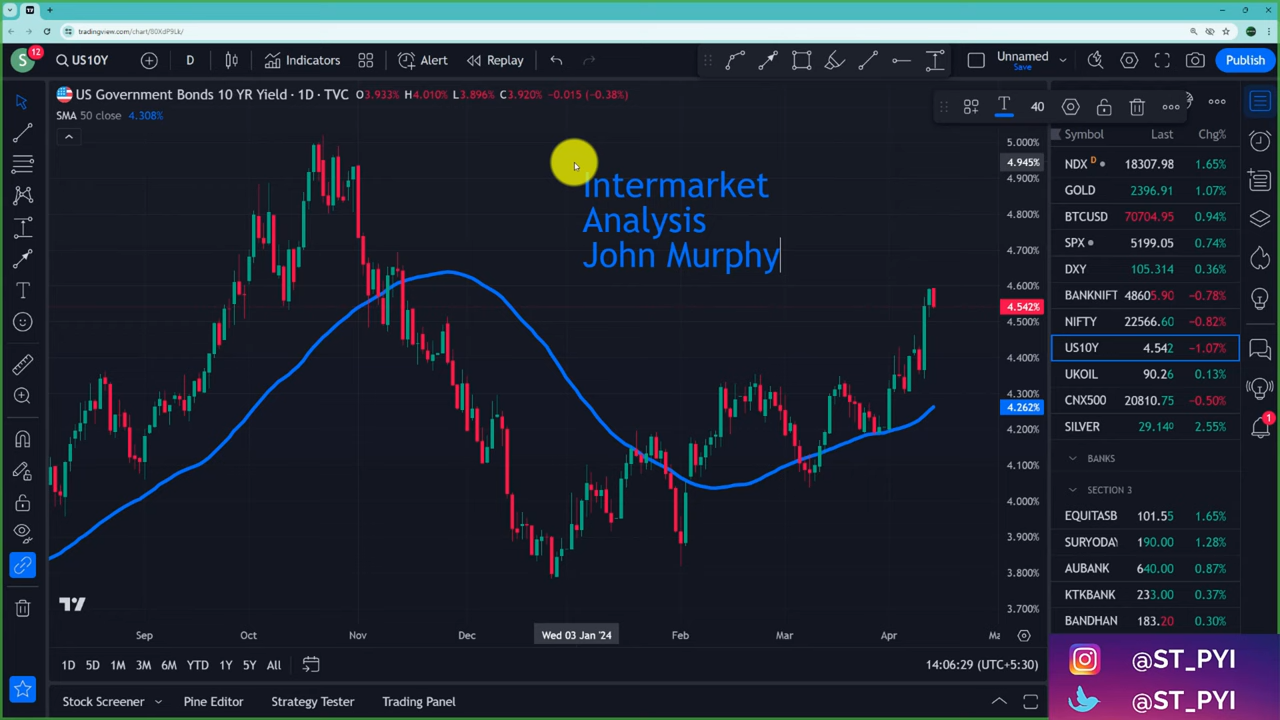 tradingview.com/chart/80XdP9Lk/
S 12 US10Y D Indicators Alert Replay Unnamed Save Publish
US Government Bonds 10 YR Yield · 1D · TVC O3.933% H4.010% L3.896% C3.920% -0.015 (-0.38%)
SMA 50 close 4.308%
T 40
Intermarket
Analysis
John Murphy
5.000%
4.945%
4.900%
4.800%
4.700%
4.600%
4.542%
4.500%
4.400%
4.300%
4.262%
4.200%
4.100%
4.000%
3.900%
3.800%
3.700%
Symbol Last Chg%
NDX D 18307.98 1.65%
GOLD 2396.91 1.07%
BTCUSD 70704.95 0.94%
SPX 5199.05 0.74%
DXY 105.314 0.36%
BANKNIFT 48605.90 −0.78%
NIFTY 22566.60 −0.82%
US10Y 4.542 −1.07%
UKOIL 90.26 0.13%
CNX500 20810.75 −0.50%
SILVER 29.140 2.55%
BANKS
SECTION 3
EQUITASB 101.55 1.65%
SURYODAY 190.00 1.28%
AUBANK 640.00 0.87%
KTKBANK 233.00 0.37%
BANDHAN 183.20 0.30%
1
Sep Oct Nov Dec Wed 03 Jan '24 Feb Mar Apr Ma
1D 5D 1M 3M 6M YTD 1Y 5Y All 14:06:29 (UTC+5:30)
Stock Screener Pine Editor Strategy Tester Trading Panel
@ST_PYI
@ST_PYI